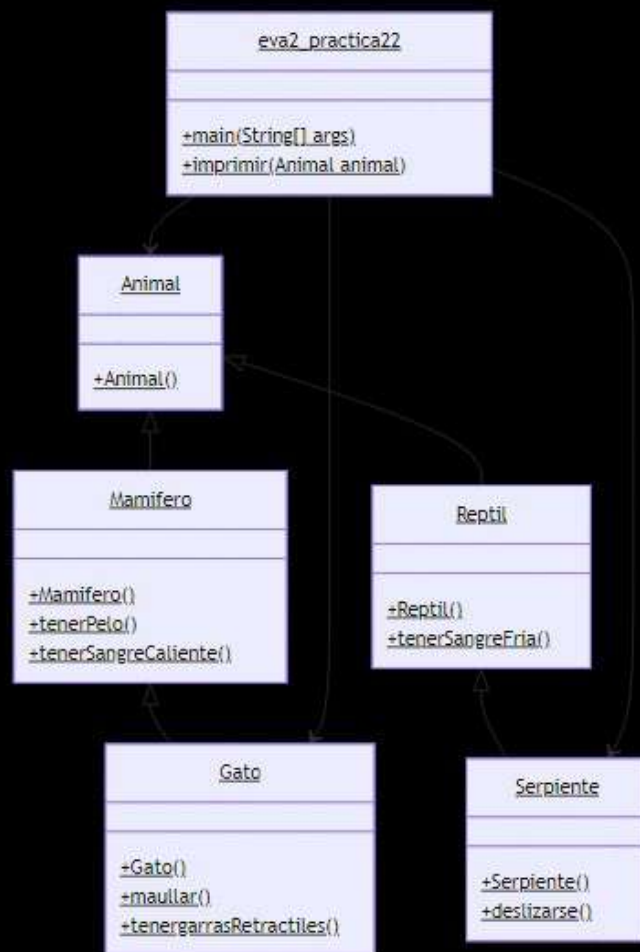 eva2_practica22
+main(String[] args)
+imprimir(Animal animal)
Animal
+Animal()
Mamifero
+Mamifero()
+tenerPelo()
+tenerSangreCaliente()
Reptil
+Reptil()
+tenerSangreFria()
Gato
+Gato()
+maullar()
+tenergarrasRetractiles()
Serpiente
+Serpiente()
+deslizarse()